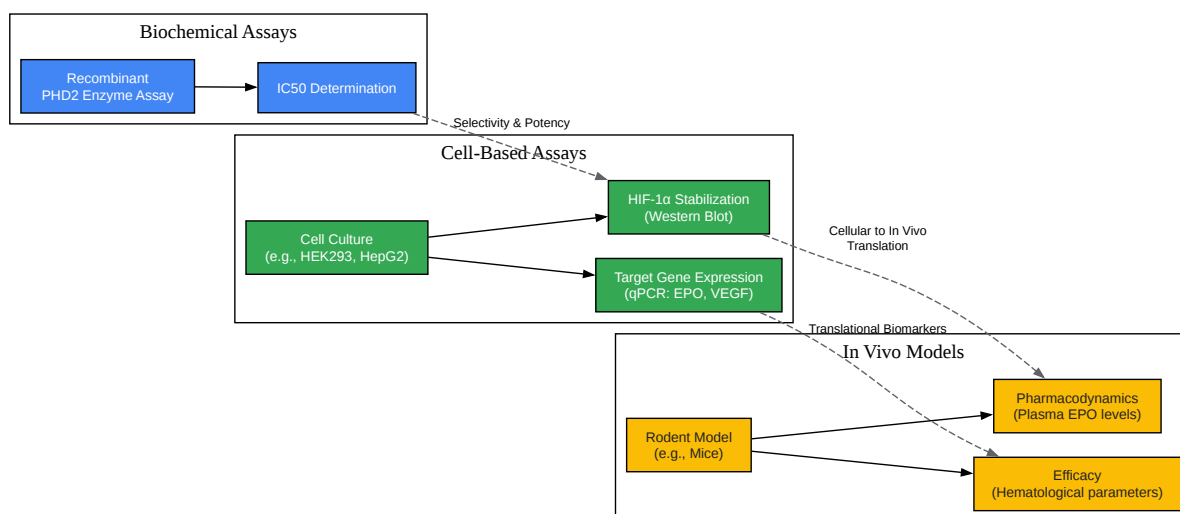 Biochemical Assays
Recombinant
PHD2 Enzyme Assay
IC50 Determination
Selectivity & Potency
Cell-Based Assays
HIF-1α Stabilization
(Western Blot)
Cell Culture
(e.g., HEK293, HepG2)
Target Gene Expression
(qPCR: EPO, VEGF)
Cellular to In Vivo
Translation
Translational Biomarkers
In Vivo Models
Pharmacodynamics
(Plasma EPO levels)
Rodent Model
(e.g., Mice)
Efficacy
(Hematological parameters)